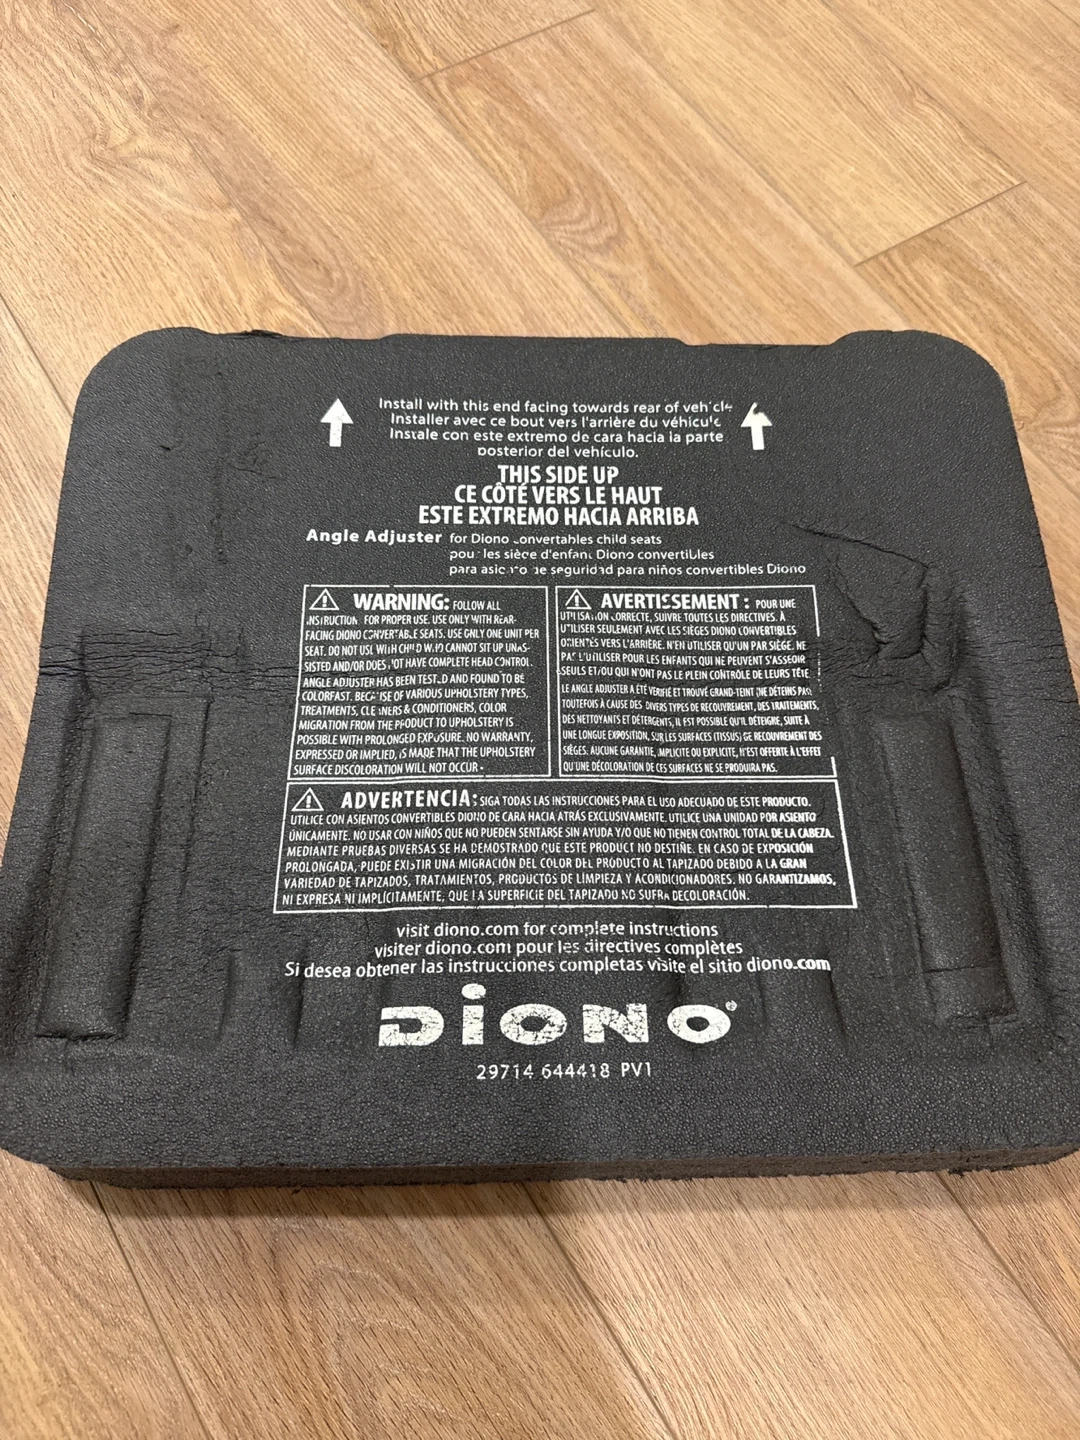 Install with this end facing towards rear of vehicle
Installer avec ce bout vers l'arrière du véhicule
Instale con este extremo de cara hacia la parte
posterior del vehículo.
THIS SIDE UP
CE CÔTÉ VERS LE HAUT
ESTE EXTREMO HACIA ARRIBA
Angle Adjuster for Diono convertables child seats
pour les siège d'enfant Diono convertibles
para asiento de seguridad para niños convertibles Diono
WARNING: FOLLOW ALL
INSTRUCTION FOR PROPER USE. USE ONLY WITH REAR-
FACING DIONO CONVERTABLE SEATS. USE ONLY ONE UNIT PER
SEAT. DO NOT USE WITH CHILD WHO CANNOT SIT UP UNAS-
SISTED AND/OR DOES NOT HAVE COMPLETE HEAD CONTROL.
ANGLE ADJUSTER HAS BEEN TESTED AND FOUND TO BE
COLORFAST. BECAUSE OF VARIOUS UPHOLSTERY TYPES,
TREATMENTS, CLEANERS & CONDITIONERS, COLOR
MIGRATION FROM THE PRODUCT TO UPHOLSTERY IS
POSSIBLE WITH PROLONGED EXPOSURE. NO WARRANTY,
EXPRESSED OR IMPLIED, IS MADE THAT THE UPHOLSTERY
SURFACE DISCOLORATION WILL NOT OCCUR
AVERTISSEMENT : POUR UNE
UTILISATION CORRECTE, SUIVRE TOUTES LES DIRECTIVES. À
UTILISER SEULEMENT AVEC LES SIÈGES DIONO CONVERTIBLES
ORIENTÉS VERS L'ARRIÈRE. N'EN UTILISER QU'UN PAR SIÈGE. NE
PAS L'UTILISER POUR LES ENFANTS QUI NE PEUVENT S'ASSEOIR
SEULS ET/OU QUI N'ONT PAS LE PLEIN CONTRÔLE DE LEURS TÊTE
LE ANGLE ADJUSTER A ÉTÉ VÉRIFIÉ ET TROUVÉ GRAND-TEINT (NE DÉTEINS PAS)
TOUTEFOIS À CAUSE DES DIVERS TYPES DE RECOUVREMENT, DES TRAITEMENTS,
DES NETTOYANTS ET DÉTERGENTS, IL EST POSSIBLE QU'IL DÉTEIGNE, SUITE À
UNE LONGUE EXPOSITION, SUR LES SURFACES (TISSUS) DE RECOUVREMENT DES
SIÈGES. AUCUNE GARANTIE, IMPLICITE OU EXPLICITE, N'EST OFFERTE À L'EFFET
QU'UNE DÉCOLORATION DE CES SURFACES NE SE PRODUIRA PAS.
ADVERTENCIA: SIGA TODAS LAS INSTRUCCIONES PARA EL USO ADECUADO DE ESTE PRODUCTO.
UTILICE CON ASIENTOS CONVERTIBLES DIONO DE CARA HACIA ATRÁS EXCLUSIVAMENTE. UTILICE UNA UNIDAD POR ASIENTO
ÚNICAMENTE. NO USAR CON NIÑOS QUE NO PUEDEN SENTARSE SIN AYUDA Y/O QUE NO TIENEN CONTROL TOTAL DE LA CABEZA.
MEDIANTE PRUEBAS DIVERSAS SE HA DEMOSTRADO QUE ESTE PRODUCT NO DESTIÑE. EN CASO DE EXPOSICIÓN
PROLONGADA, PUEDE EXISTIR UNA MIGRACIÓN DEL COLOR DEL PRODUCTO AL TAPIZADO DEBIDO A LA GRAN
VARIEDAD DE TAPIZADOS, TRATAMIENTOS, PRODUCTOS DE LIMPIEZA Y ACONDICIONADORES. NO GARANTIZAMOS,
NI EXPRESA NI IMPLÍCITAMENTE, QUE LA SUPERFICIE DEL TAPIZADO NO SUFRA DECOLORACIÓN.
visit diono.com for complete instructions
visiter diono.com pour les directives complètes
Si desea obtener las instrucciones completas visite el sitio diono.com
DIONO®
29714 644418 PV1